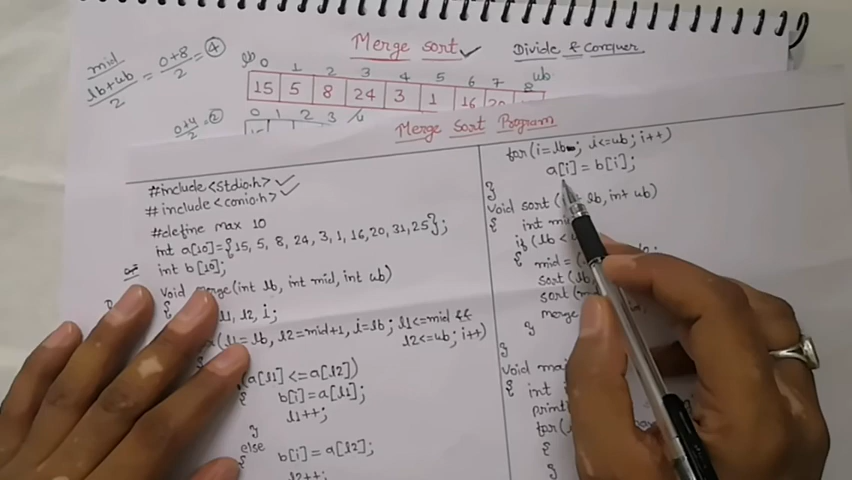 Merge sort Divide & Conquer
mid
lb+ub/2 = 0+8/2 = 4
lb 0 1 2 3 4 5 6 7 8 ub
15 5 8 24 3 1 16 20
0+4/2 = 2
0 1 2 3 4
Merge Sort Program
#include<stdio.h>
#include<conio.h>
#define max 10
int a[10]={15, 5, 8, 24, 3, 1, 16, 20, 31, 25};
int b[10];
void merge(int lb, int mid, int ub)
{ l1, l2, i;
(l1=lb, l2=mid+1, i=lb; l1<=mid &&
l2<=ub; i++)
(a[l1]<=a[l2])
{ b[i]=a[l1];
l1++;
}
else
b[i]=a[l2];
l2++;
for(i=lb; i<=ub; i++)
a[i]=b[i];
}
void sort ( lb, int ub)
{ int
if (lb <
{ mid=
sort(
sort(
merge
}
}
void
{ int
for(
{
}